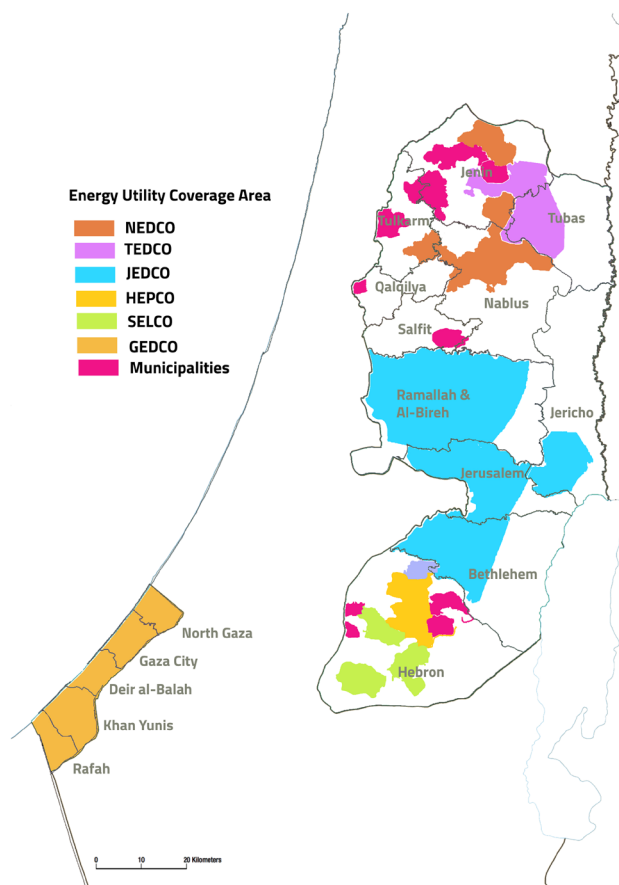 Energy Utility Coverage Area
NEDCO
TEDCO
JEDCO
HEPCO
SELCO
GEDCO
Municipalities
Jenin
Tubas
Tulkarm
Qalqilya
Nablus
Salfit
Ramallah &
Al-Bireh
Jericho
Jerusalem
Bethlehem
Hebron
North Gaza
Gaza City
Deir al-Balah
Khan Yunis
Rafah
0 10 20 Kilometers